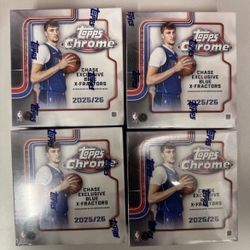 Topps
Chrome
CHASE
EXCLUSIVE
BLUE
X-FRACTORS
2025/26
Topps
Chrome
CHASE
EXCLUSIVE
BLUE
X-FRACTORS
2025/26
Topps
Chrome
CHASE
EXCLUSIVE
BLUE
X-FRACTORS
2025/26
Topps
Chrome
CHASE
EXCLUSIVE
BLUE
X-FRACTORS
2025/26